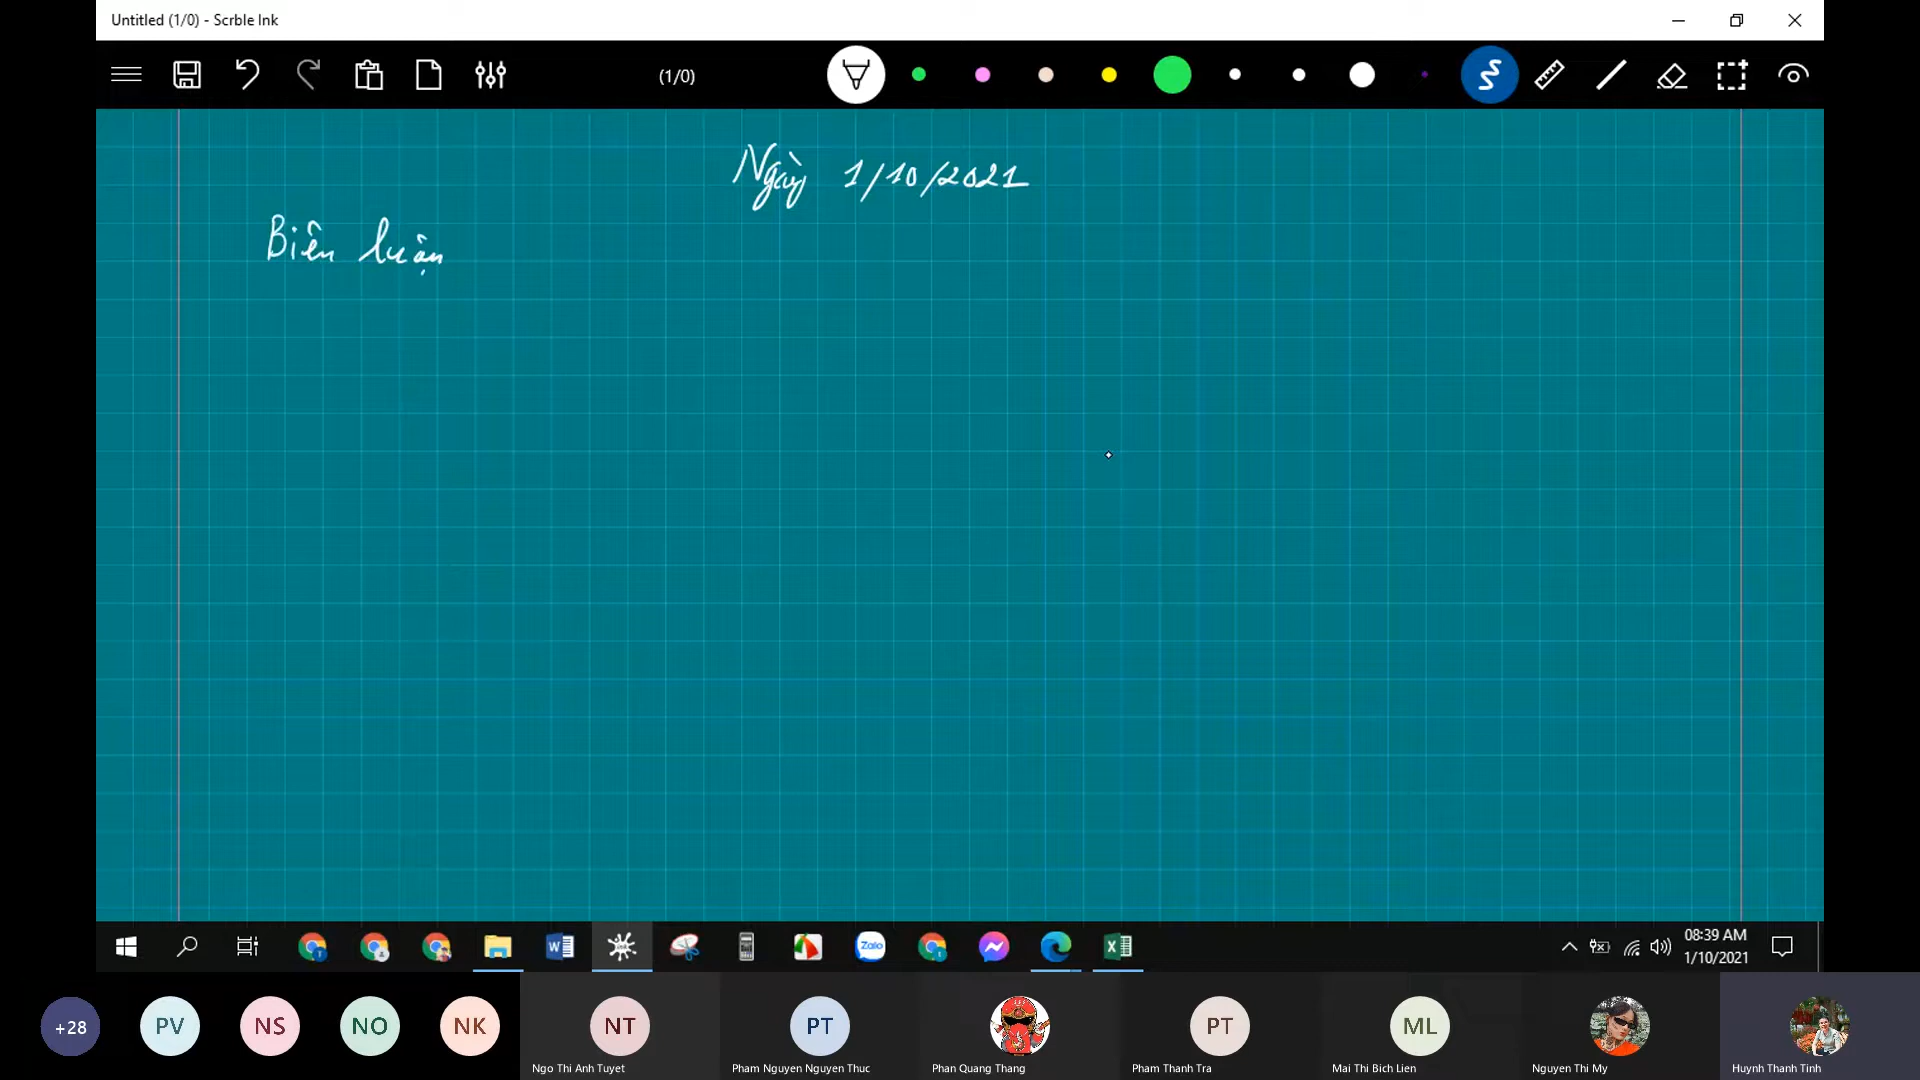 Untitled (1/0) - Scrble Ink
(1/0)
Ngày 1/10/2021
Biên luận
Zalo
08:39 AM
1/10/2021
+28
PV
NS
NO
NK
NT
PT
PT
ML
Ngo Thi Anh Tuyet
Pham Nguyen Nguyen Thuc
Phan Quang Thang
Pham Thanh Tra
Mai Thi Bich Lien
Nguyen Thi My
Huynh Thanh Tinh